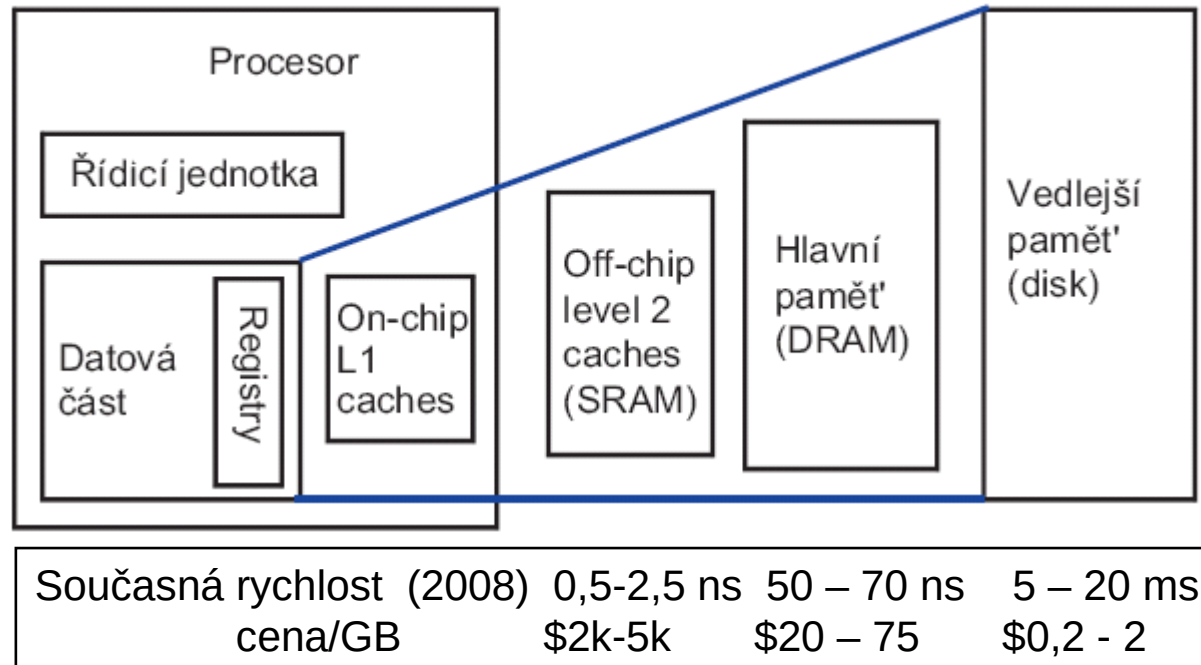 Procesor
Řídicí jednotka
Datová
část
Registry
On-chip
L1
caches
Off-chip
level 2
caches
(SRAM)
Hlavní
pamět'
(DRAM)
Vedlejší
pamět'
(disk)
Současná rychlost (2008) 0,5-2,5 ns 50 – 70 ns 5 – 20 ms
cena/GB $2k-5k $20 – 75 $0,2 - 2